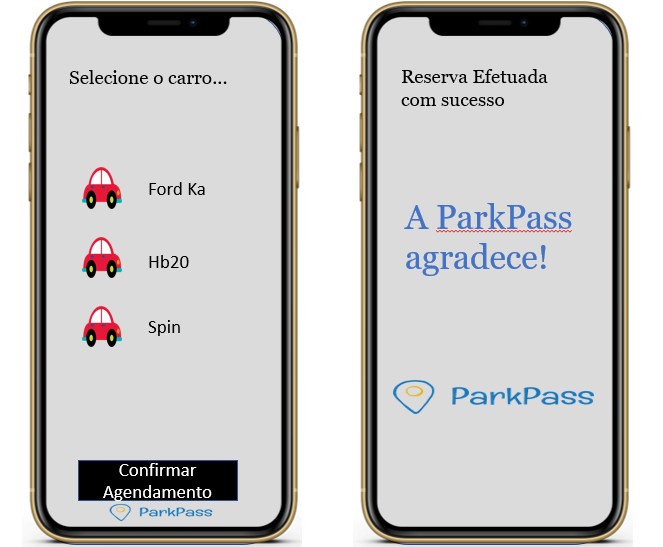 Selecione o carro...
Ford Ka
Hb20
Spin
Confirmar
Agendamento
ParkPass
Reserva Efetuada
com sucesso
A ParkPass
agradece!
ParkPass